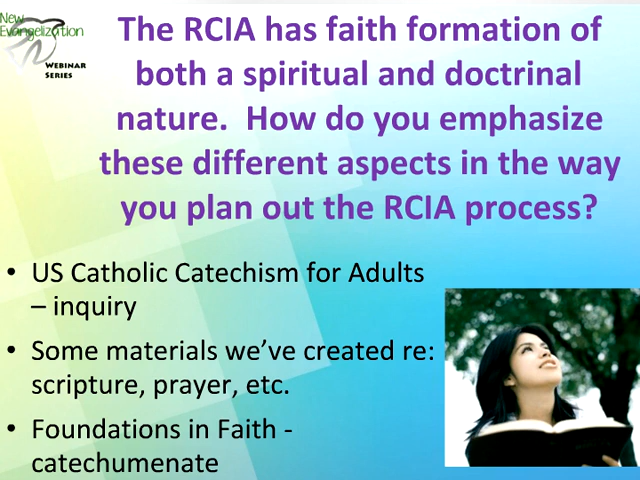 New
Evangelization
WEBINAR
SERIES
The RCIA has faith formation of
both a spiritual and doctrinal
nature.  How do you emphasize
these different aspects in the way
you plan out the RCIA process?
• US Catholic Catechism for Adults
– inquiry
• Some materials we’ve created re:
scripture, prayer, etc.
• Foundations in Faith -
catechumenate